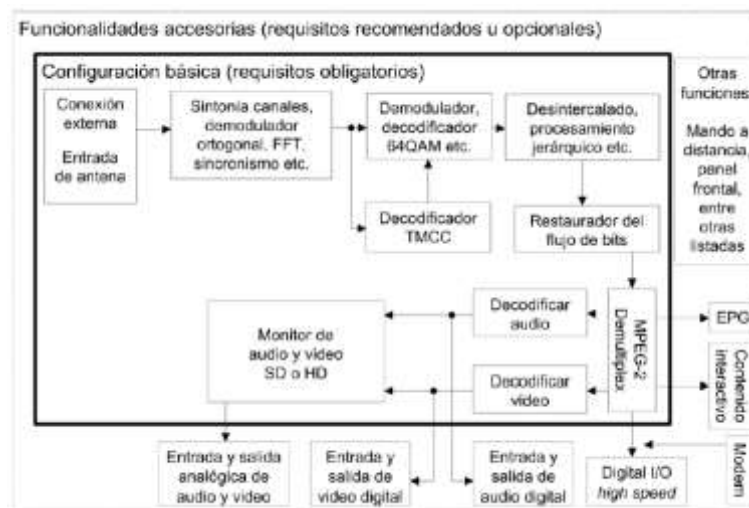 Funcionalidades accesorias (requisitos recomendados u opcionales)
Configuración básica (requisitos obligatorios)
Conexión
externa
Entrada
de antena
Sintonía canales,
demodulador
ortogonal, FFT,
sincronismo etc.
Demodulador,
decodificador
64QAM etc.
Desintercalado,
procesamiento
jerárquico etc.
Otras
funciones
Mando a
distancia,
panel
frontal,
entre
otras
listadas
Decodificador
TMCC
Restaurador del
flujo de bits
Monitor de
audio y vídeo
SD o HD
Decodificar
audio
Decodificar
vídeo
MPEG-2
Demultiplex
EPG
Contenido
interactivo
Modem
Entrada y salida
analógica de
audio y video
Entrada y
salida de
video digital
Entrada y
salida de
audio digital
Digital I/O
high speed